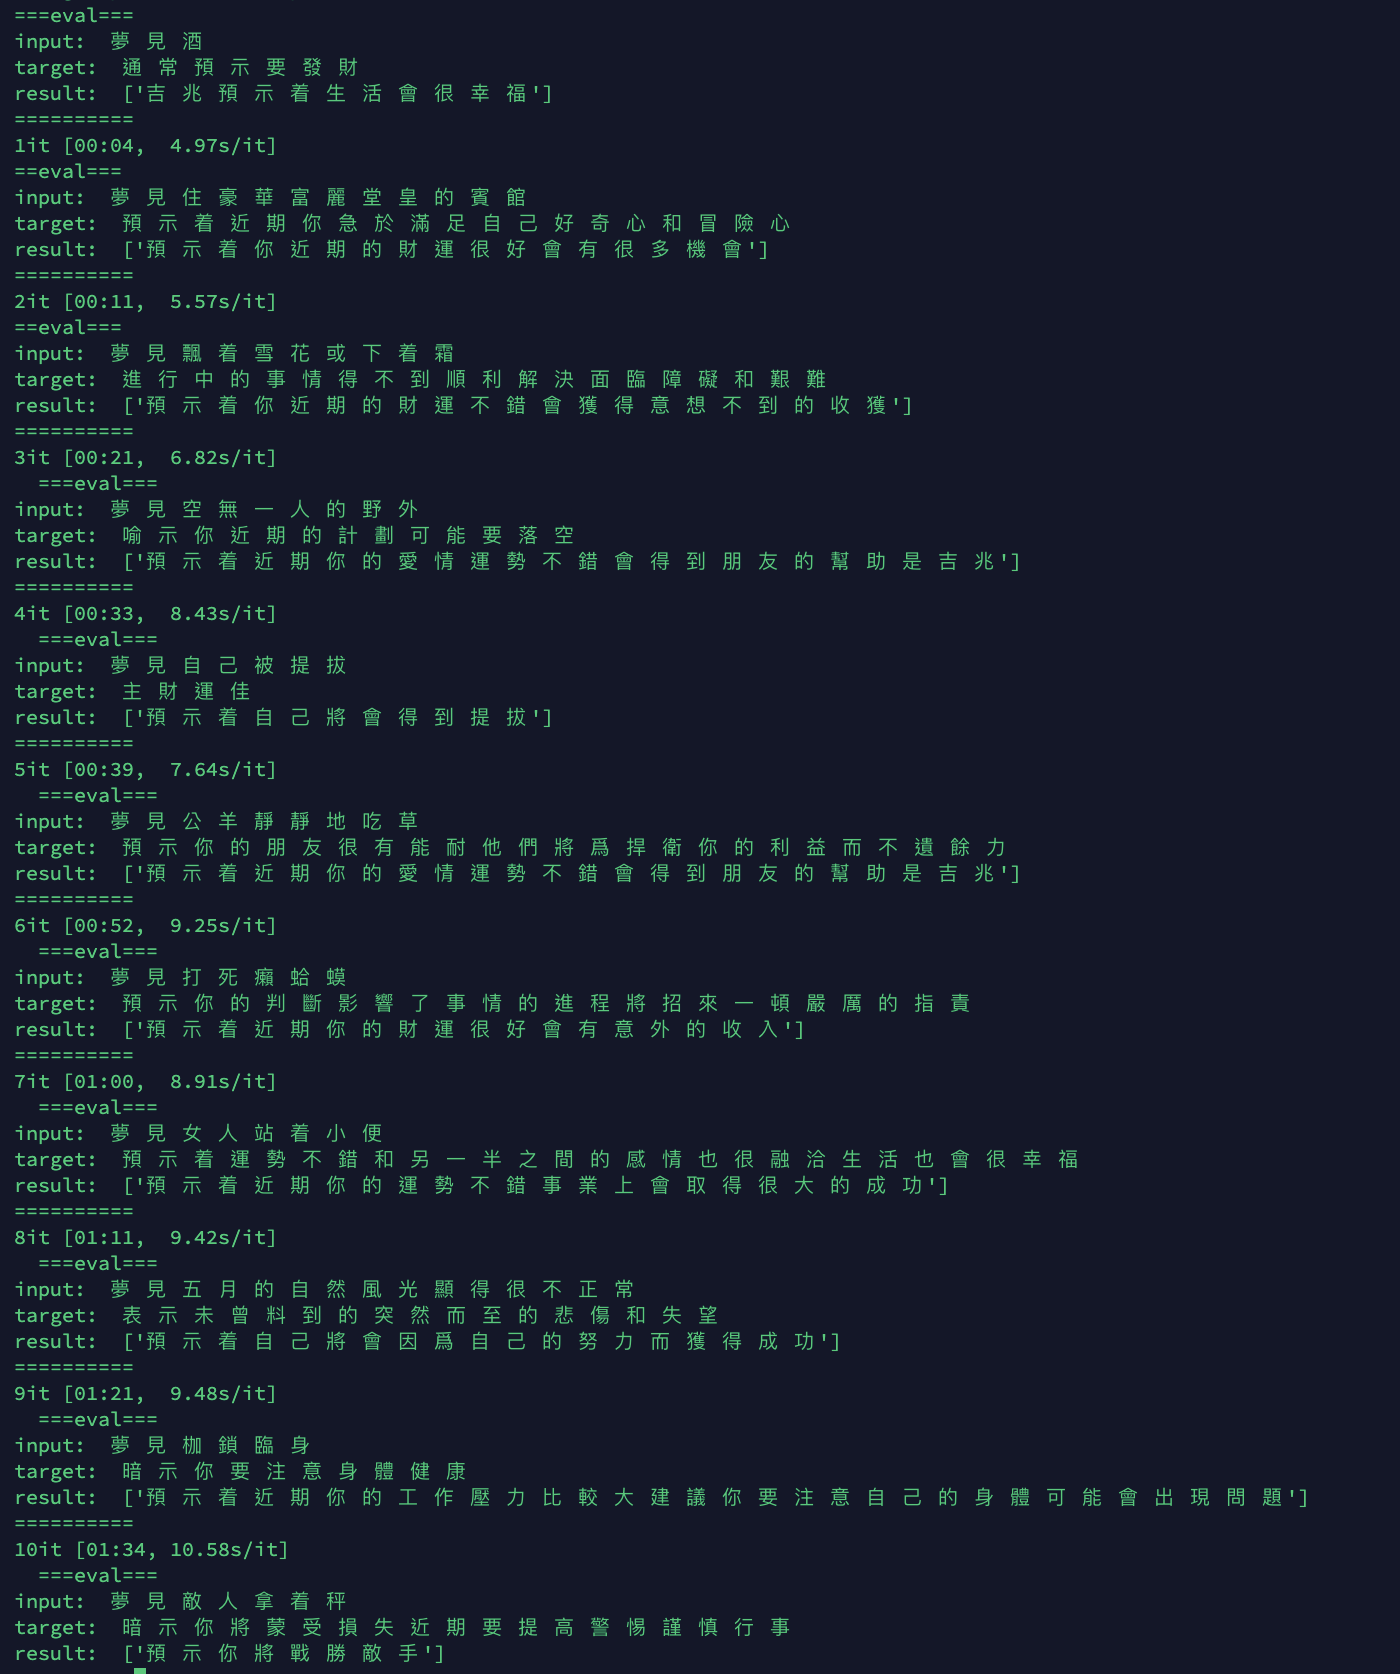 ===eval===
input:  夢 見 酒
target:  通 常 預 示 要 發 財
result:  ['吉 兆 預 示 着 生 活 會 很 幸 福']
==========
1it [00:04,  4.97s/it]
==eval===
input:  夢 見 住 豪 華 富 麗 堂 皇 的 賓 館
target:  預 示 着 近 期 你 急 於 滿 足 自 己 好 奇 心 和 冒 險 心
result:  ['預 示 着 你 近 期 的 財 運 很 好 會 有 很 多 機 會']
==========
2it [00:11,  5.57s/it]
==eval===
input:  夢 見 飄 着 雪 花 或 下 着 霜
target:  進 行 中 的 事 情 得 不 到 順 利 解 決 面 臨 障 礙 和 艱 難
result:  ['預 示 着 你 近 期 的 財 運 不 錯 會 獲 得 意 想 不 到 的 收 獲']
==========
3it [00:21,  6.82s/it]
  ===eval===
input:  夢 見 空 無 一 人 的 野 外
target:  喻 示 你 近 期 的 計 劃 可 能 要 落 空
result:  ['預 示 着 近 期 你 的 愛 情 運 勢 不 錯 會 得 到 朋 友 的 幫 助 是 吉 兆']
==========
4it [00:33,  8.43s/it]
  ===eval===
input:  夢 見 自 己 被 提 拔
target:  主 財 運 佳
result:  ['預 示 着 自 己 將 會 得 到 提 拔']
==========
5it [00:39,  7.64s/it]
  ===eval===
input:  夢 見 公 羊 靜 靜 地 吃 草
target:  預 示 你 的 朋 友 很 有 能 耐 他 們 將 爲 捍 衛 你 的 利 益 而 不 遺 餘 力
result:  ['預 示 着 近 期 你 的 愛 情 運 勢 不 錯 會 得 到 朋 友 的 幫 助 是 吉 兆']
==========
6it [00:52,  9.25s/it]
  ===eval===
input:  夢 見 打 死 癩 蛤 蟆
target:  預 示 你 的 判 斷 影 響 了 事 情 的 進 程 將 招 來 一 頓 嚴 厲 的 指 責
result:  ['預 示 着 近 期 你 的 財 運 很 好 會 有 意 外 的 收 入']
==========
7it [01:00,  8.91s/it]
  ===eval===
input:  夢 見 女 人 站 着 小 便
target:  預 示 着 運 勢 不 錯 和 另 一 半 之 間 的 感 情 也 很 融 洽 生 活 也 會 很 幸 福
result:  ['預 示 着 近 期 你 的 運 勢 不 錯 事 業 上 會 取 得 很 大 的 成 功']
==========
8it [01:11,  9.42s/it]
  ===eval===
input:  夢 見 五 月 的 自 然 風 光 顯 得 很 不 正 常
target:  表 示 未 曾 料 到 的 突 然 而 至 的 悲 傷 和 失 望
result:  ['預 示 着 自 己 將 會 因 爲 自 己 的 努 力 而 獲 得 成 功']
==========
9it [01:21,  9.48s/it]
  ===eval===
input:  夢 見 枷 鎖 臨 身
target:  暗 示 你 要 注 意 身 體 健 康
result:  ['預 示 着 近 期 你 的 工 作 壓 力 比 較 大 建 議 你 要 注 意 自 己 的 身 體 可 能 會 出 現 問 題']
==========
10it [01:34, 10.58s/it]
  ===eval===
input:  夢 見 敵 人 拿 着 秤
target:  暗 示 你 將 蒙 受 損 失 近 期 要 提 高 警 惕 謹 慎 行 事
result:  ['預 示 你 將 戰 勝 敵 手']